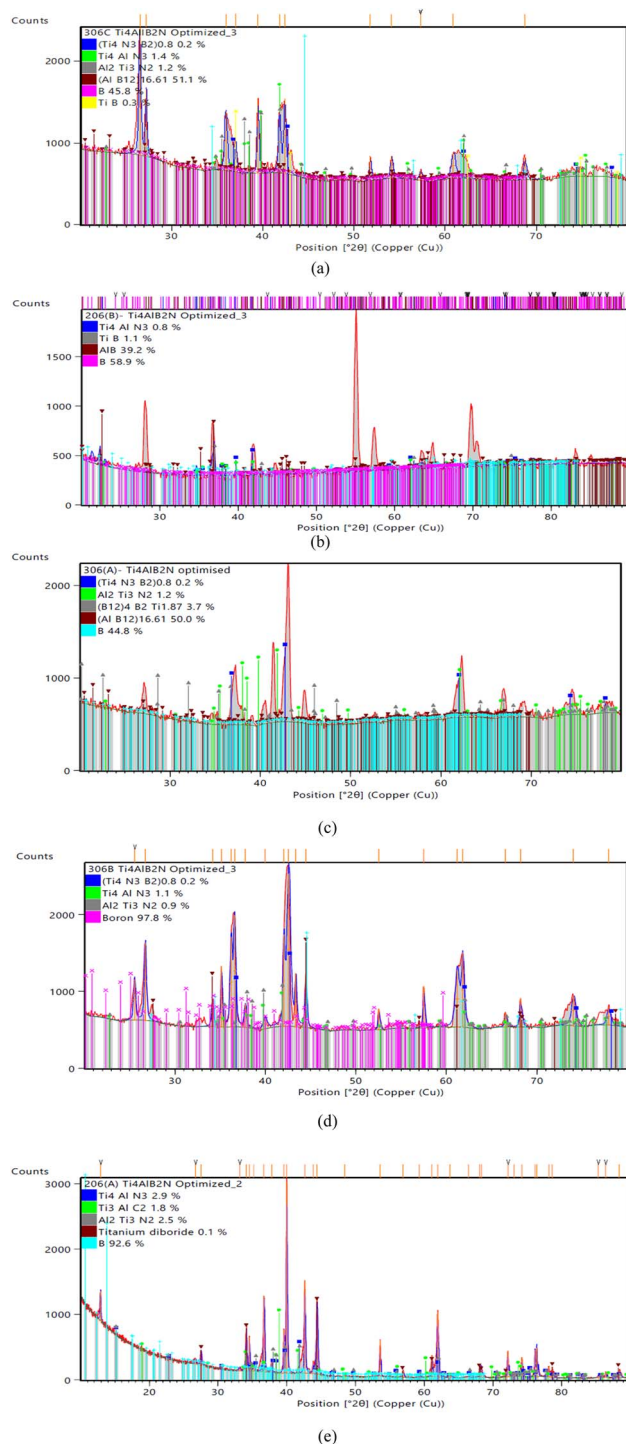 Counts
306C Ti4AlB2N Optimized_3
(Ti4 N3 B2)0.8 0.2 %
Ti4 Al N3 1.4 %
Al2 Ti3 N2 1.2 %
(Al B12)16.61 51.1 %
B 45.8 %
Ti B 0.3 %
2000
1000
0
30 40 50 60 70
Position [°2θ] (Copper (Cu))
(a)
Counts
206(B)- Ti4AlB2N Optimized_3
Ti4 Al N3 0.8 %
Ti B 1.1 %
AlB 39.2 %
B 58.9 %
1500
1000
500
0
30 40 50 60 70 80
Position [°2θ] (Copper (Cu))
(b)
Counts
306(A)- Ti4AlB2N optimised
(Ti4 N3 B2)0.8 0.2 %
Al2 Ti3 N2 1.2 %
(B12)4 B2 Ti1.87 3.7 %
(Al B12)16.61 50.0 %
B 44.8 %
2000
1000
0
30 40 50 60 70
Position [°2θ] (Copper (Cu))
(c)
Counts
306B Ti4AlB2N Optimized_3
(Ti4 N3 B2)0.8 0.2 %
Ti4 Al N3 1.1 %
Al2 Ti3 N2 0.9 %
Boron 97.8 %
2000
1000
0
30 40 50 60 70
Position [°2θ] (Copper (Cu))
(d)
Counts
206(A) Ti4AlB2N Optimized_2
Ti4 Al N3 2.9 %
Ti3 Al C2 1.8 %
Al2 Ti3 N2 2.5 %
Titanium diboride 0.1 %
B 92.6 %
3000
2000
1000
0
20 30 40 50 60 70 80
Position [°2θ] (Copper (Cu))
(e)